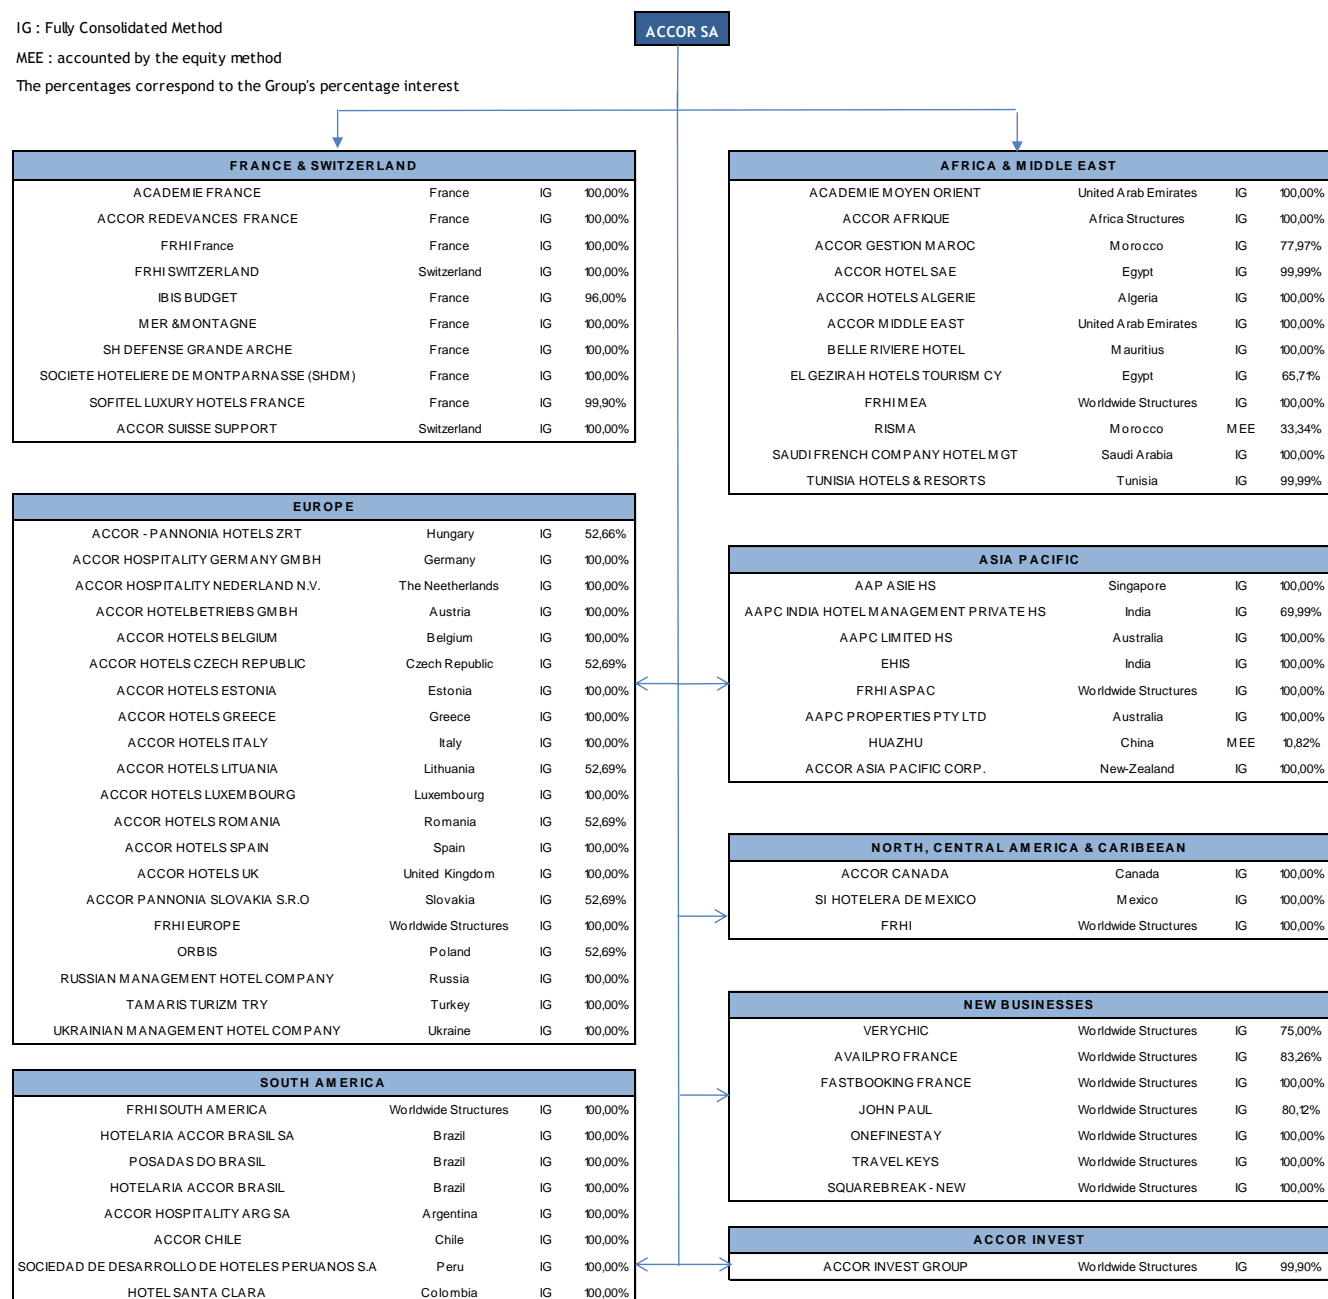 IG : Fully Consolidated Method
MEE : accounted by the equity method
The percentages correspond to the Group's percentage interest
ACCOR SA
FRANCE & SWITZERLAND
ACADEMIE FRANCE France IG 100,00%
ACCOR REDEVANCES FRANCE France IG 100,00%
FRHI France France IG 100,00%
FRHI SWITZERLAND Switzerland IG 100,00%
IBIS BUDGET France IG 96,00%
MER &MONTAGNE France IG 100,00%
SH DEFENSE GRANDE ARCHE France IG 100,00%
SOCIETE HOTELIERE DE MONTPARNASSE (SHDM) France IG 100,00%
SOFITEL LUXURY HOTELS FRANCE France IG 99,90%
ACCOR SUISSE SUPPORT Switzerland IG 100,00%
EUROPE
ACCOR - PANNONIA HOTELS ZRT Hungary IG 52,66%
ACCOR HOSPITALITY GERMANY GMBH Germany IG 100,00%
ACCOR HOSPITALITY NEDERLAND N.V. The Neetherlands IG 100,00%
ACCOR HOTELBETRIEBS GMBH Austria IG 100,00%
ACCOR HOTELS BELGIUM Belgium IG 100,00%
ACCOR HOTELS CZECH REPUBLIC Czech Republic IG 52,69%
ACCOR HOTELS ESTONIA Estonia IG 100,00%
ACCOR HOTELS GREECE Greece IG 100,00%
ACCOR HOTELS ITALY Italy IG 100,00%
ACCOR HOTELS LITUANIA Lithuania IG 52,69%
ACCOR HOTELS LUXEMBOURG Luxembourg IG 100,00%
ACCOR HOTELS ROMANIA Romania IG 52,69%
ACCOR HOTELS SPAIN Spain IG 100,00%
ACCOR HOTELS UK United Kingdom IG 100,00%
ACCOR PANNONIA SLOVAKIA S.R.O Slovakia IG 52,69%
FRHI EUROPE Worldwide Structures IG 100,00%
ORBIS Poland IG 52,69%
RUSSIAN MANAGEMENT HOTEL COMPANY Russia IG 100,00%
TAMARIS TURIZM TRY Turkey IG 100,00%
UKRAINIAN MANAGEMENT HOTEL COMPANY Ukraine IG 100,00%
SOUTH AMERICA
FRHI SOUTH AMERICA Worldwide Structures IG 100,00%
HOTELARIA ACCOR BRASIL SA Brazil IG 100,00%
POSADAS DO BRASIL Brazil IG 100,00%
HOTELARIA ACCOR BRASIL Brazil IG 100,00%
ACCOR HOSPITALITY ARG SA Argentina IG 100,00%
ACCOR CHILE Chile IG 100,00%
SOCIEDAD DE DESARROLLO DE HOTELES PERUANOS S.A Peru IG 100,00%
HOTEL SANTA CLARA Colombia IG 100,00%
AFRICA & MIDDLE EAST
ACADEMIE MOYEN ORIENT United Arab Emirates IG 100,00%
ACCOR AFRIQUE Africa Structures IG 100,00%
ACCOR GESTION MAROC Morocco IG 77,97%
ACCOR HOTEL SAE Egypt IG 99,99%
ACCOR HOTELS ALGERIE Algeria IG 100,00%
ACCOR MIDDLE EAST United Arab Emirates IG 100,00%
BELLE RIVIERE HOTEL Mauritius IG 100,00%
EL GEZIRAH HOTELS TOURISM CY Egypt IG 65,71%
FRHI MEA Worldwide Structures IG 100,00%
RISMA Morocco MEE 33,34%
SAUDI FRENCH COMPANY HOTEL MGT Saudi Arabia IG 100,00%
TUNISIA HOTELS & RESORTS Tunisia IG 99,99%
ASIA PACIFIC
AAP ASIE HS Singapore IG 100,00%
AAPC INDIA HOTEL MANAGEMENT PRIVATE HS India IG 69,99%
AAPC LIMITED HS Australia IG 100,00%
EHIS India IG 100,00%
FRHI ASPAC Worldwide Structures IG 100,00%
AAPC PROPERTIES PTY LTD Australia IG 100,00%
HUAZHU China MEE 10,82%
ACCOR ASIA PACIFIC CORP. New-Zealand IG 100,00%
NORTH, CENTRAL AMERICA & CARIBEEAN
ACCOR CANADA Canada IG 100,00%
SI HOTELERA DE MEXICO Mexico IG 100,00%
FRHI Worldwide Structures IG 100,00%
NEW BUSINESSES
VERYCHIC Worldwide Structures IG 75,00%
AVAILPRO FRANCE Worldwide Structures IG 83,26%
FASTBOOKING FRANCE Worldwide Structures IG 100,00%
JOHN PAUL Worldwide Structures IG 80,12%
ONEFINESTAY Worldwide Structures IG 100,00%
TRAVEL KEYS Worldwide Structures IG 100,00%
SQUAREBREAK - NEW Worldwide Structures IG 100,00%
ACCOR INVEST
ACCOR INVEST GROUP Worldwide Structures IG 99,90%